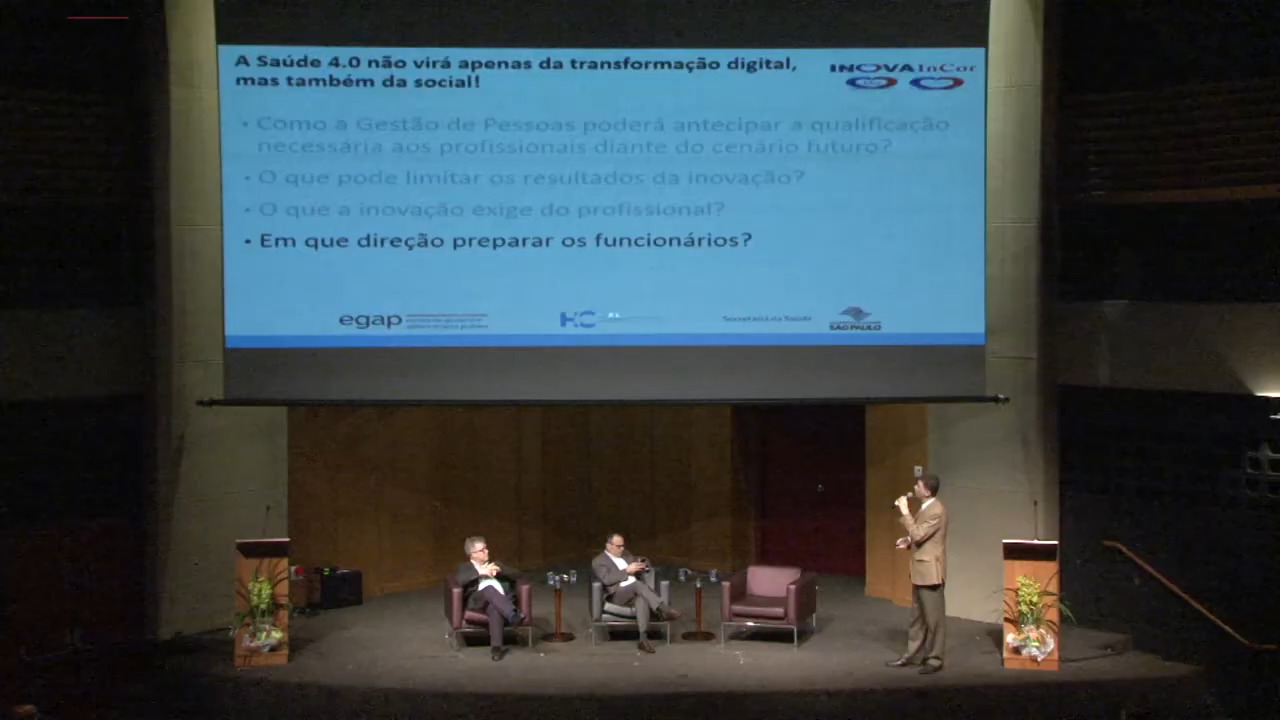 A Saúde 4.0 não virá apenas da transformação digital,
mas também da social!
INOVAInCor
• Como a Gestão de Pessoas poderá antecipar a qualificação
necessária aos profissionais diante do cenário futuro?
• O que pode limitar os resultados da inovação?
• O que a inovação exige do profissional?
• Em que direção preparar os funcionários?
egap
HC
Secretaria da Saúde
SÃO PAULO